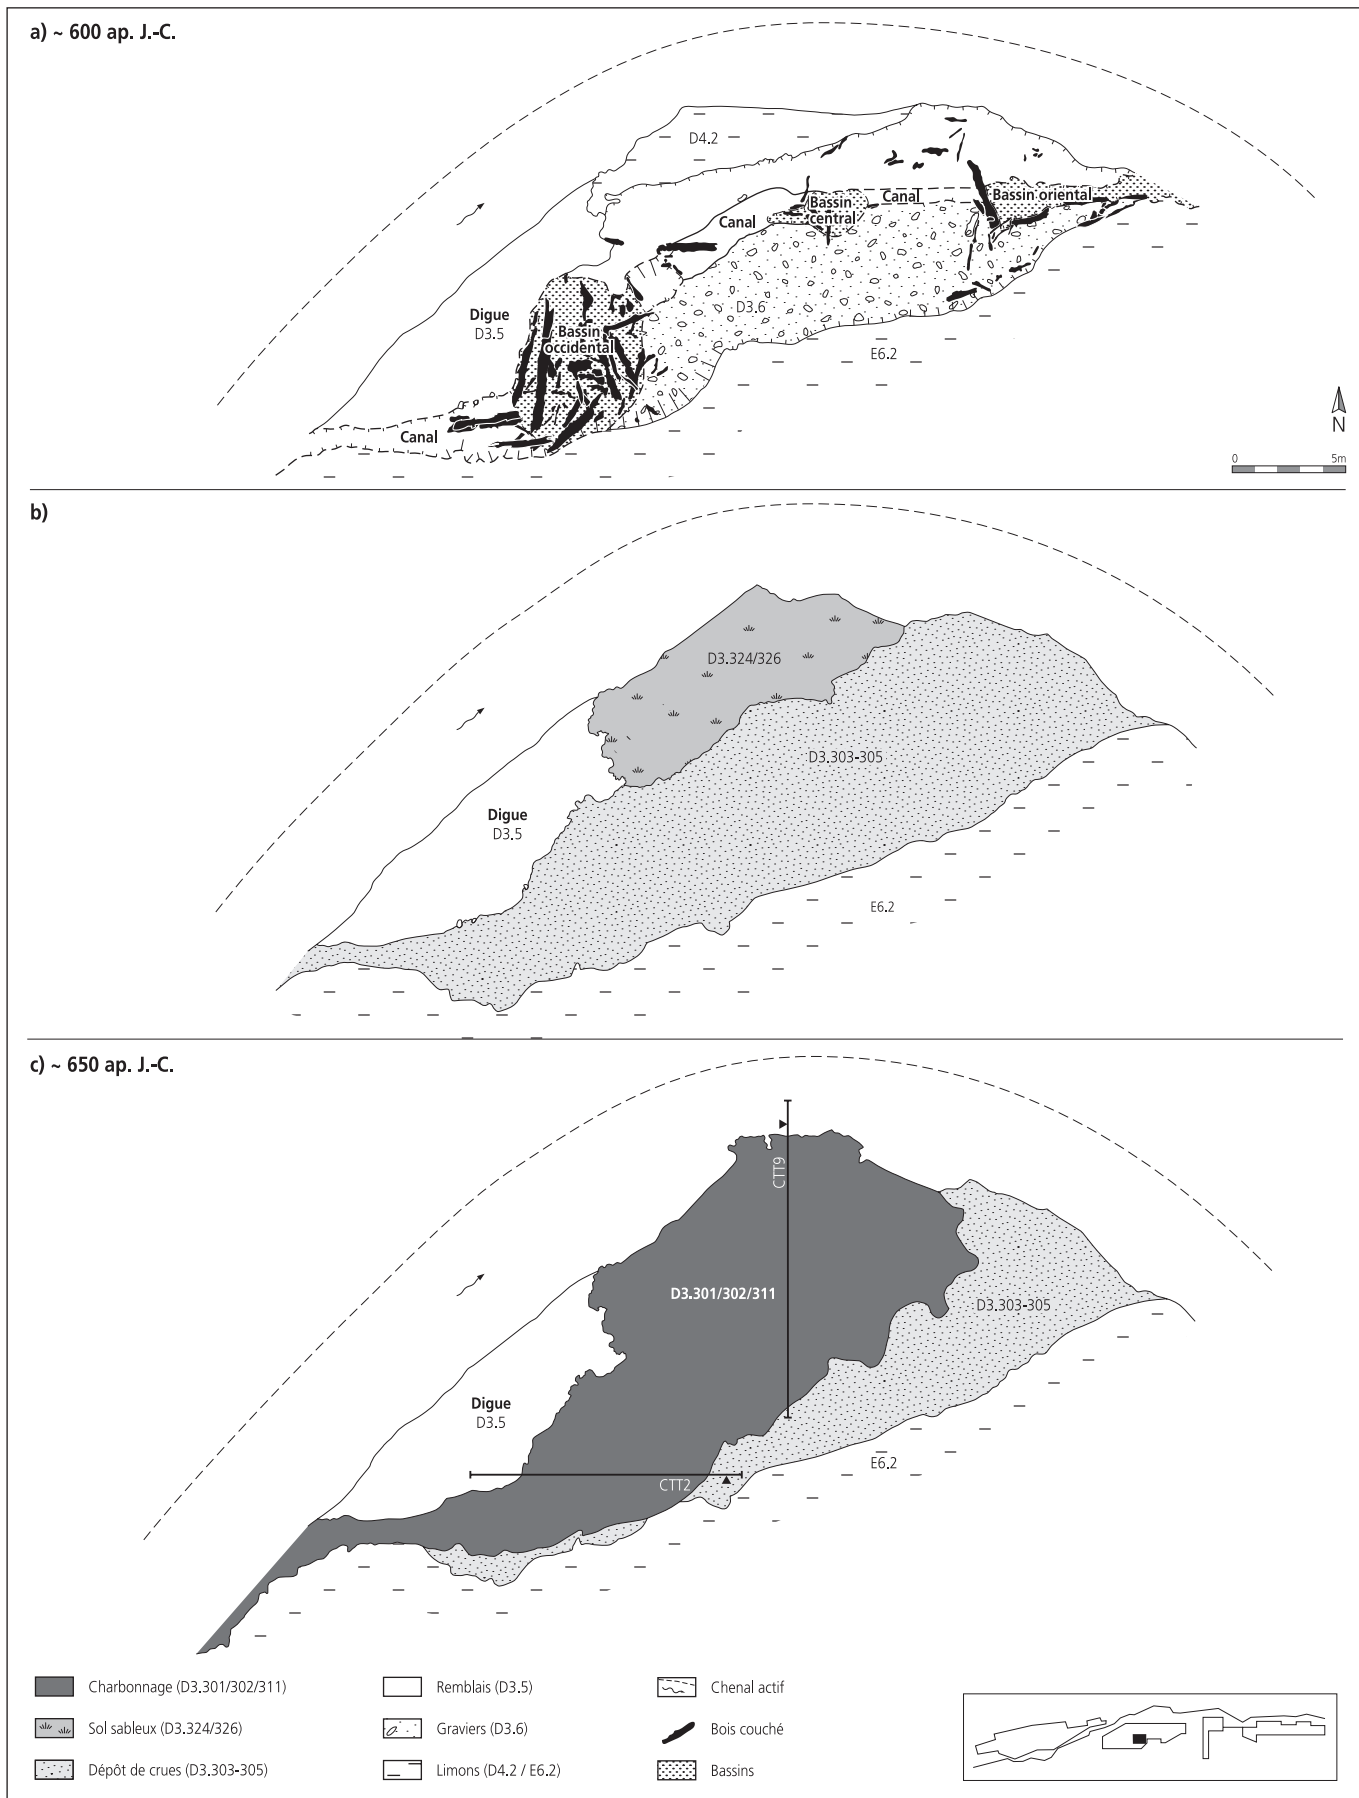 a) ~ 600 ap. J.-C.
D4.2
Bassin oriental
Bassin
central
Canal
Canal
Digue
D3.5
Bassin
occidental
D3.6
E6.2
Canal
N
0 5m
b)
D3.324/326
D3.303-305
Digue
D3.5
E6.2
c) ~ 650 ap. J.-C.
CTT9
D3.301/302/311
D3.303-305
Digue
D3.5
E6.2
CTT2
Charbonnage (D3.301/302/311)
Sol sableux (D3.324/326)
Dépôt de crues (D3.303-305)
Remblais (D3.5)
Graviers (D3.6)
Limons (D4.2 / E6.2)
Chenal actif
Bois couché
Bassins